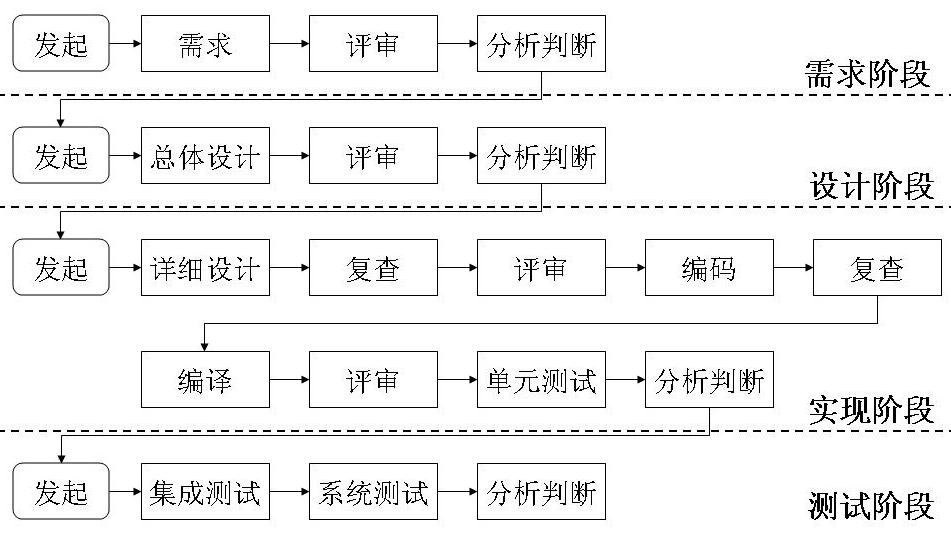 发起 需求 评审 分析判断
需求阶段
发起 总体设计 评审 分析判断
设计阶段
发起 详细设计 复查 评审 编码 复查
编译 评审 单元测试 分析判断
实现阶段
发起 集成测试 系统测试 分析判断
测试阶段